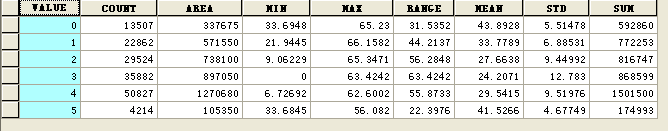 VALUE COUNT AREA MIN MAX RANGE MEAN STD SUM
0 13507 337675 33.6948 65.23 31.5352 43.8928 5.51478 592860
1 22862 571550 21.9445 66.1582 44.2137 33.7789 6.88531 772253
2 29524 738100 9.06229 65.3471 56.2848 27.6638 9.44992 816747
3 35882 897050 0 63.4242 63.4242 24.2071 12.783 868599
4 50827 1270680 6.72692 62.6002 55.8733 29.5415 9.51976 1501500
5 4214 105350 33.6845 56.082 22.3976 41.5266 4.67749 174993